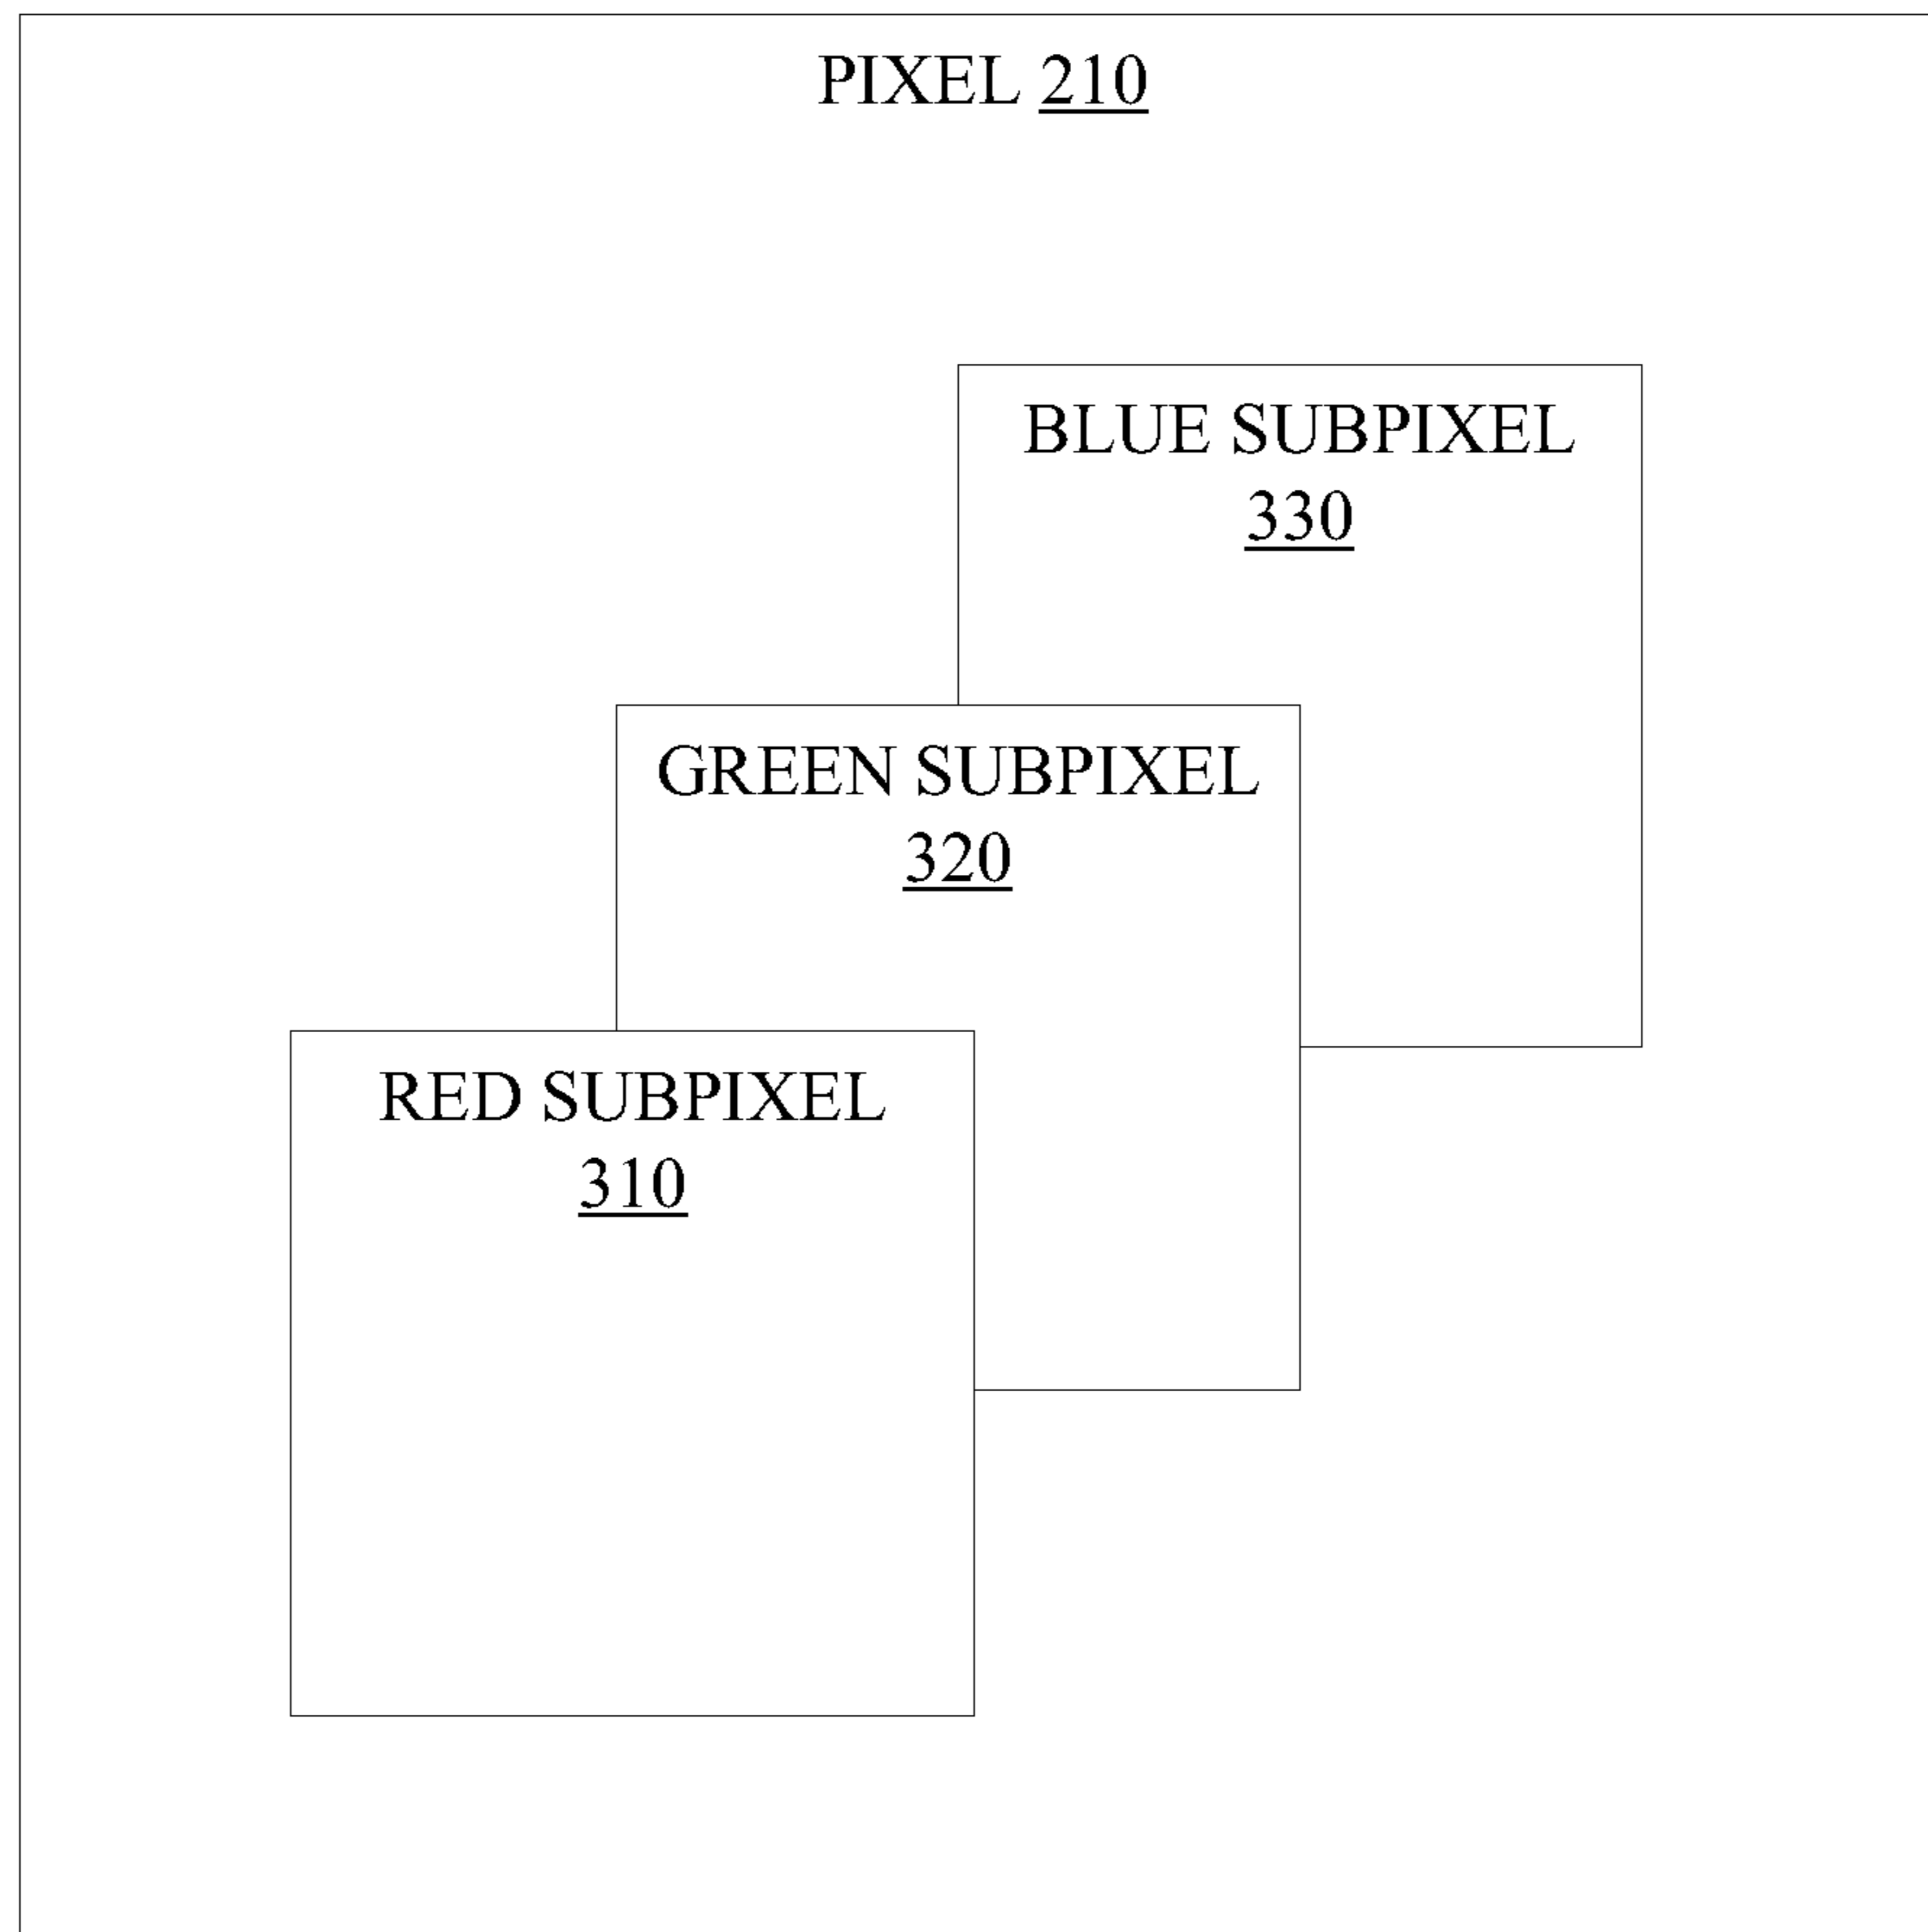 PIXEL 210
BLUE SUBPIXEL
330
GREEN SUBPIXEL
320
RED SUBPIXEL
310